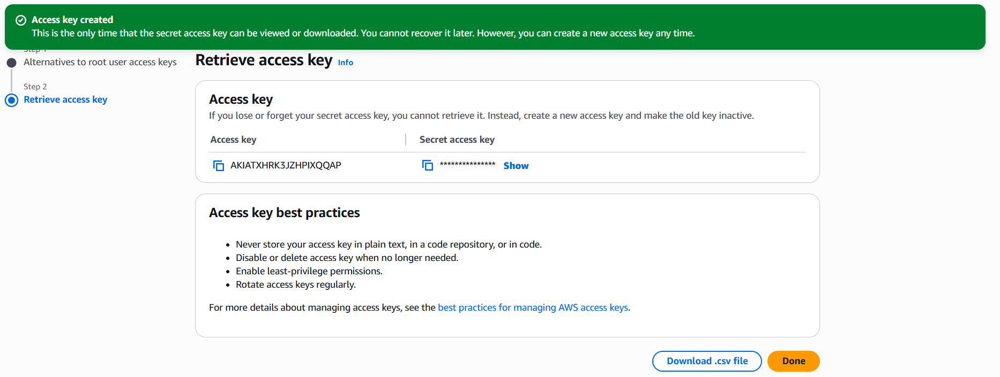 Access key created
This is the only time that the secret access key can be viewed or downloaded. You cannot recover it later. However, you can create a new access key any time.
Step 1
Alternatives to root user access keys
Step 2
Retrieve access key
Retrieve access key Info
Access key
If you lose or forget your secret access key, you cannot retrieve it. Instead, create a new access key and make the old key inactive.
Access key Secret access key
AKIATXHRK3JZHPIXQQAP *************** Show
Access key best practices
• Never store your access key in plain text, in a code repository, or in code.
• Disable or delete access key when no longer needed.
• Enable least-privilege permissions.
• Rotate access keys regularly.
For more details about managing access keys, see the best practices for managing AWS access keys.
Download .csv file Done